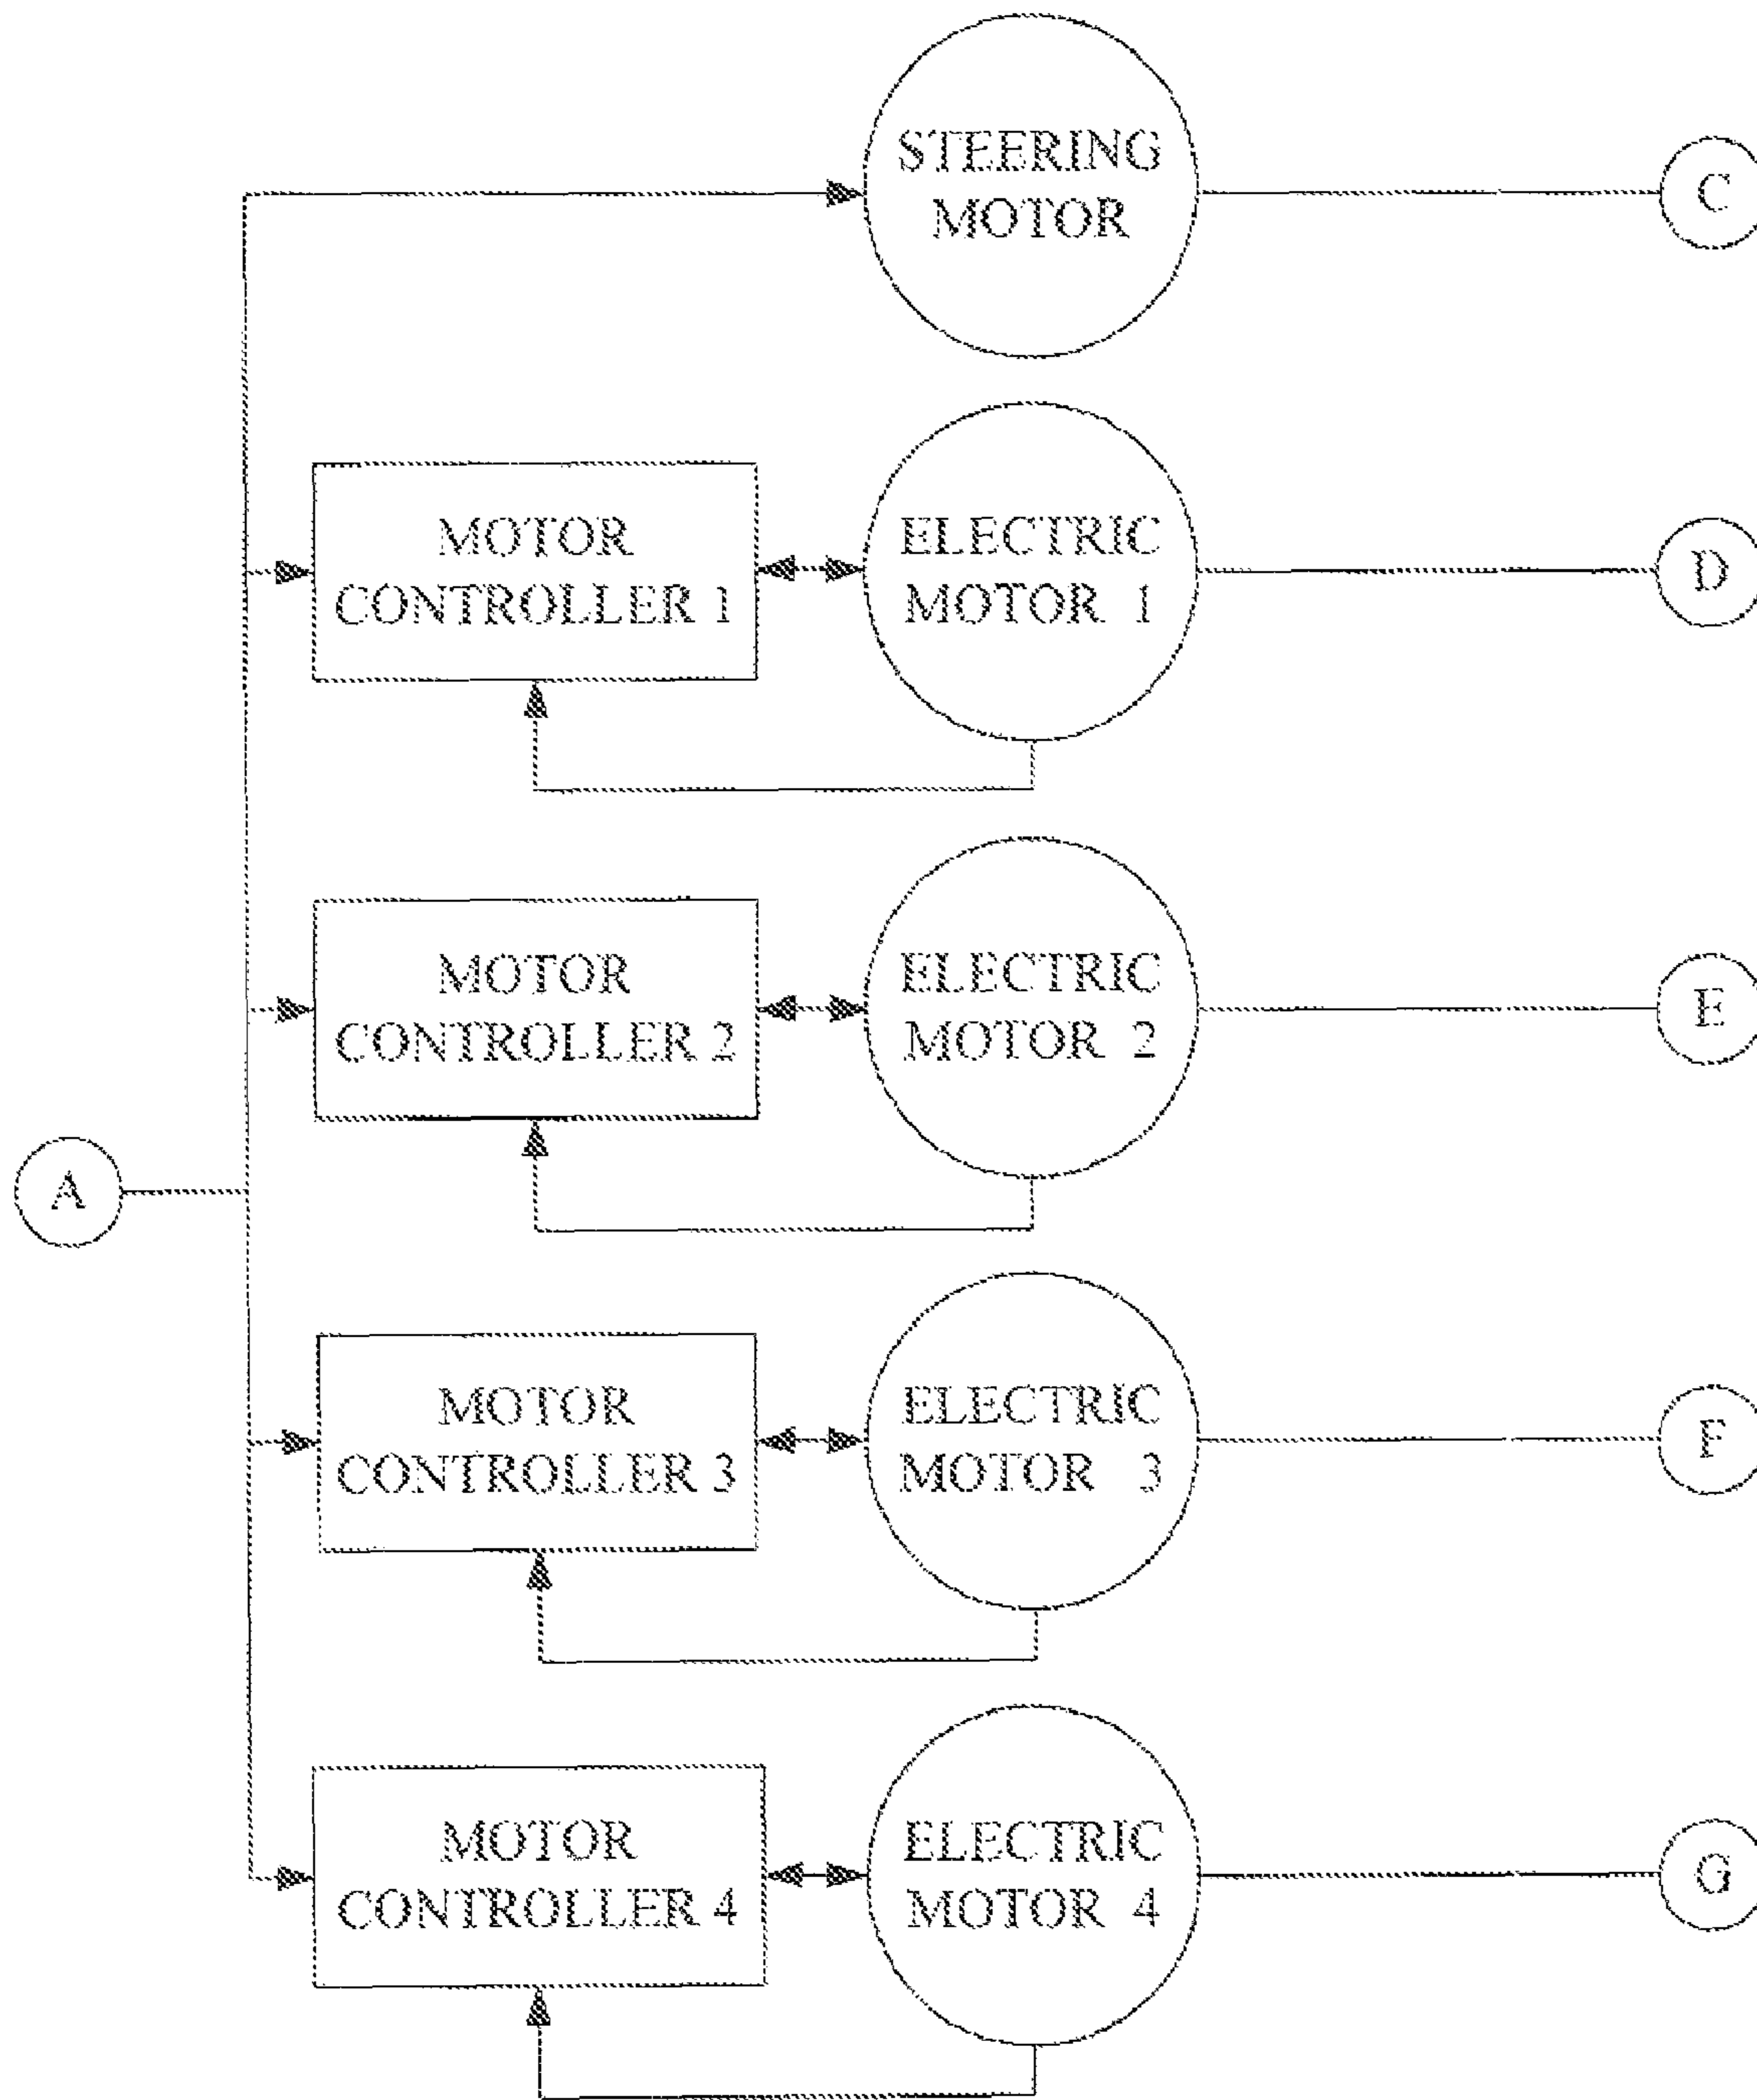 STEERING
MOTOR
C
MOTOR
CONTROLLER 1
ELECTRIC
MOTOR 1
D
MOTOR
CONTROLLER 2
ELECTRIC
MOTOR 2
E
A
MOTOR
CONTROLLER 3
ELECTRIC
MOTOR 3
F
MOTOR
CONTROLLER 4
ELECTRIC
MOTOR 4
G